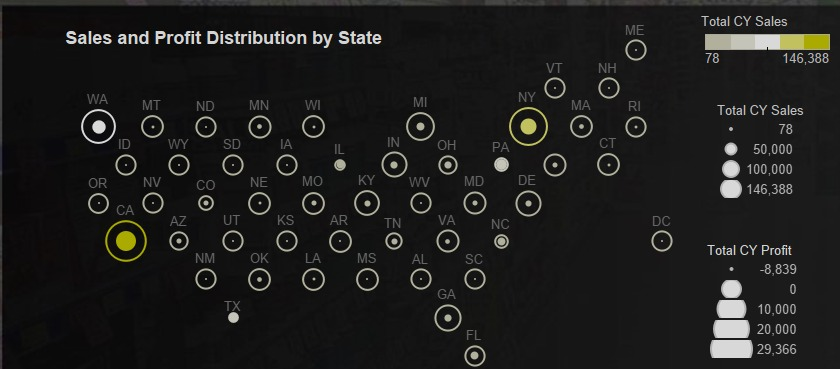 Sales and Profit Distribution by State
ME
VT
NH
WA
MT
ND
MN
WI
MI
NY
MA
RI
ID
WY
SD
IA
IL
IN
OH
PA
CT
OR
NV
CO
NE
MO
KY
WV
MD
DE
CA
AZ
UT
KS
AR
TN
VA
NC
DC
NM
OK
LA
MS
AL
SC
TX
GA
FL
Total CY Sales
78
146,388
Total CY Sales
78
50,000
100,000
146,388
Total CY Profit
-8,839
0
10,000
20,000
29,366